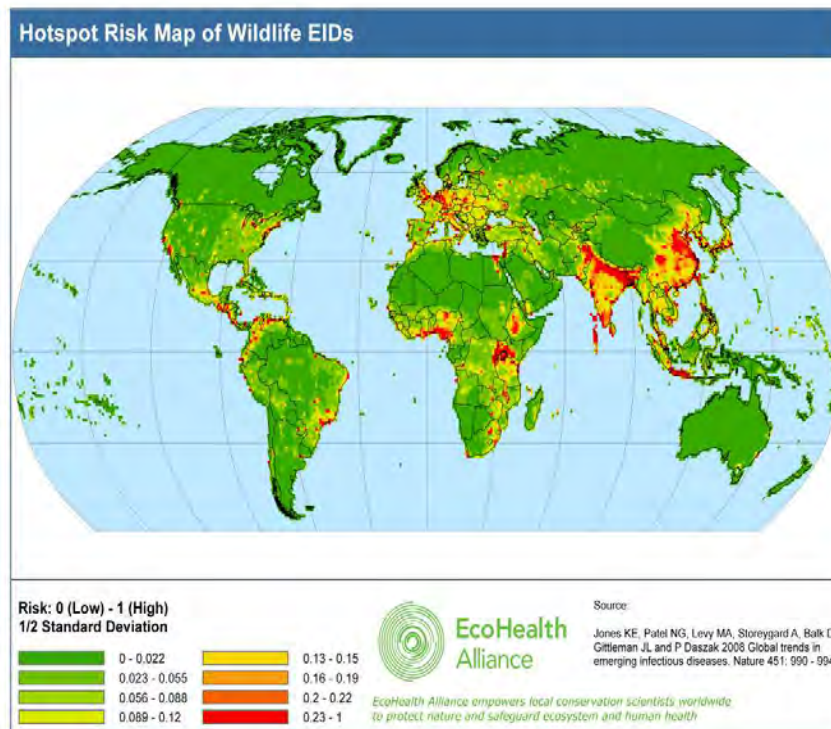 Hotspot Risk Map of Wildlife EIDs
Risk: 0 (Low) - 1 (High)
1/2 Standard Deviation
0 - 0.022
0.023 - 0.055
0.056 - 0.088
0.089 - 0.12
0.13 - 0.15
0.16 - 0.19
0.2 - 0.22
0.23 - 1
EcoHealth
Alliance
EcoHealth Alliance empowers local conservation scientists worldwide
to protect nature and safeguard ecosystem and human health
Source:
Jones KE, Patel NG, Levy MA, Storeygard A, Balk D
Gittleman JL and P Daszak 2008 Global trends in
emerging infectious diseases. Nature 451: 990 - 994